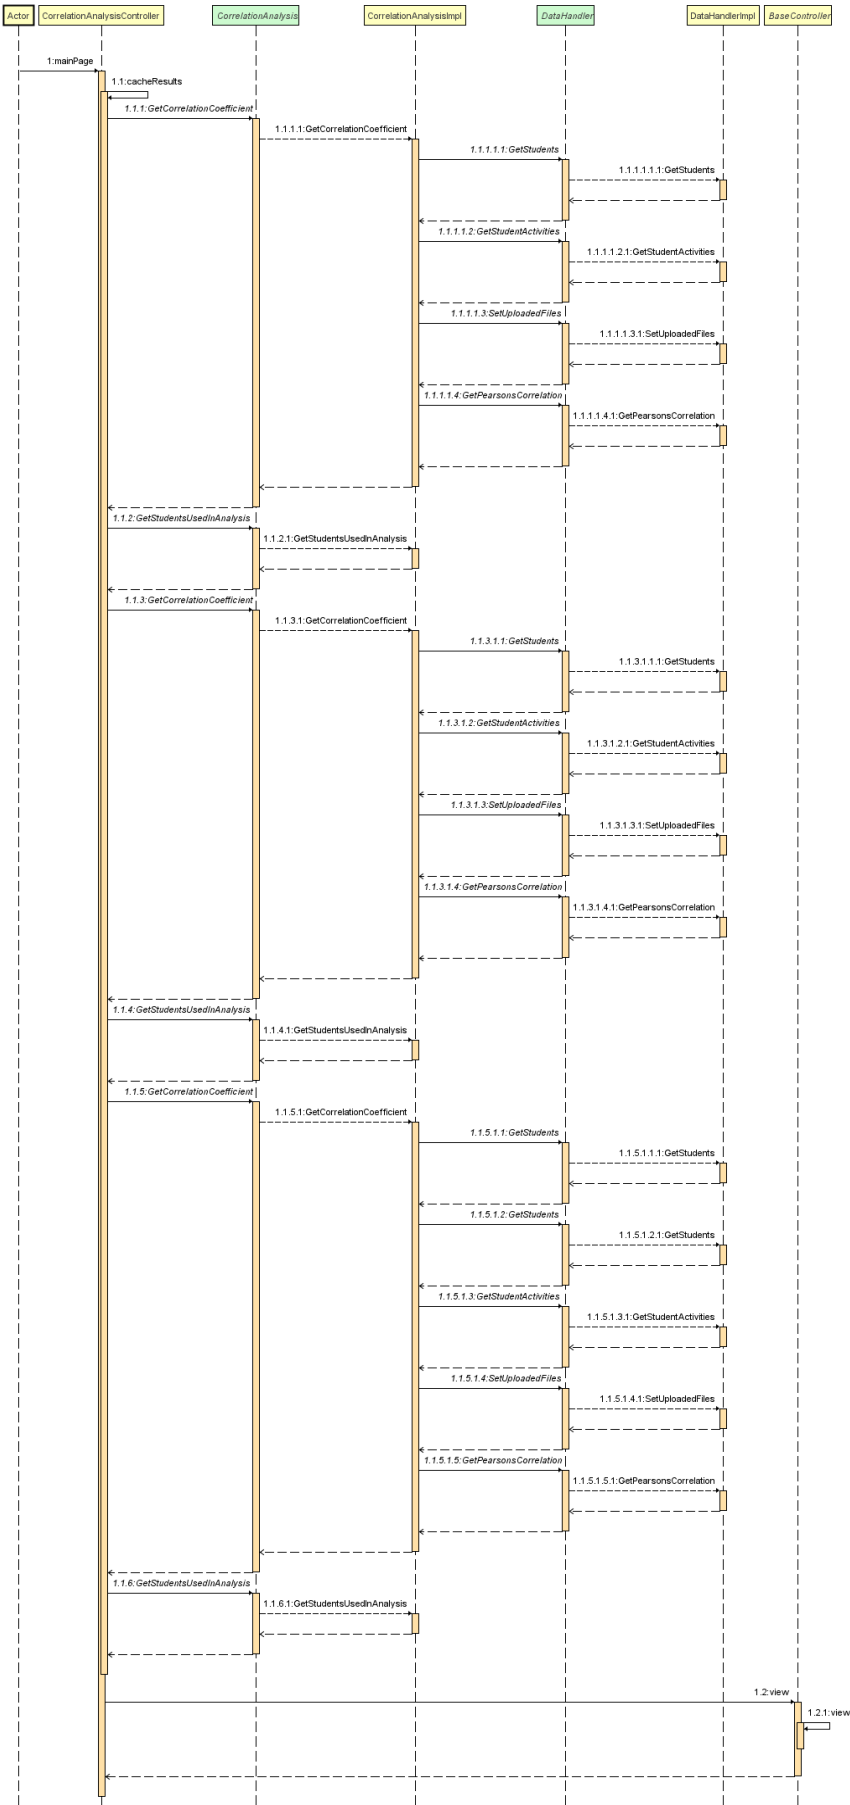 Actor
CorrelationAnalysisController
CorrelationAnalysis
CorrelationAnalysisImpl
DataHandler
DataHandlerImpl
BaseController
1:mainPage
1.1:cacheResults
1.1.1:GetCorrelationCoefficient
1.1.1.1:GetCorrelationCoefficient
1.1.1.1.1:GetStudents
1.1.1.1.1.1:GetStudents
1.1.1.1.2:GetStudentActivities
1.1.1.1.2.1:GetStudentActivities
1.1.1.1.3:SetUploadedFiles
1.1.1.1.3.1:SetUploadedFiles
1.1.1.1.4:GetPearsonsCorrelation
1.1.1.1.4.1:GetPearsonsCorrelation
1.1.2:GetStudentsUsedInAnalysis
1.1.2.1:GetStudentsUsedInAnalysis
1.1.3:GetCorrelationCoefficient
1.1.3.1:GetCorrelationCoefficient
1.1.3.1.1:GetStudents
1.1.3.1.1.1:GetStudents
1.1.3.1.2:GetStudentActivities
1.1.3.1.2.1:GetStudentActivities
1.1.3.1.3:SetUploadedFiles
1.1.3.1.3.1:SetUploadedFiles
1.1.3.1.4:GetPearsonsCorrelation
1.1.3.1.4.1:GetPearsonsCorrelation
1.1.4:GetStudentsUsedInAnalysis
1.1.4.1:GetStudentsUsedInAnalysis
1.1.5:GetCorrelationCoefficient
1.1.5.1:GetCorrelationCoefficient
1.1.5.1.1:GetStudents
1.1.5.1.1.1:GetStudents
1.1.5.1.2:GetStudents
1.1.5.1.2.1:GetStudents
1.1.5.1.3:GetStudentActivities
1.1.5.1.3.1:GetStudentActivities
1.1.5.1.4:SetUploadedFiles
1.1.5.1.4.1:SetUploadedFiles
1.1.5.1.5:GetPearsonsCorrelation
1.1.5.1.5.1:GetPearsonsCorrelation
1.1.6:GetStudentsUsedInAnalysis
1.1.6.1:GetStudentsUsedInAnalysis
1.2:view
1.2.1:view